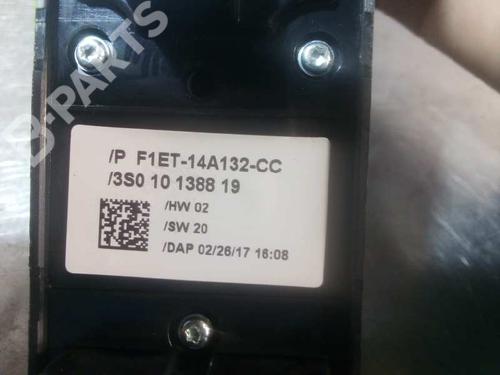 B-PARTS
/P F1ET-14A132-CC
/3S0 10 1388 19
/HW 02
/SW 20
/DAP 02/26/17 16:08